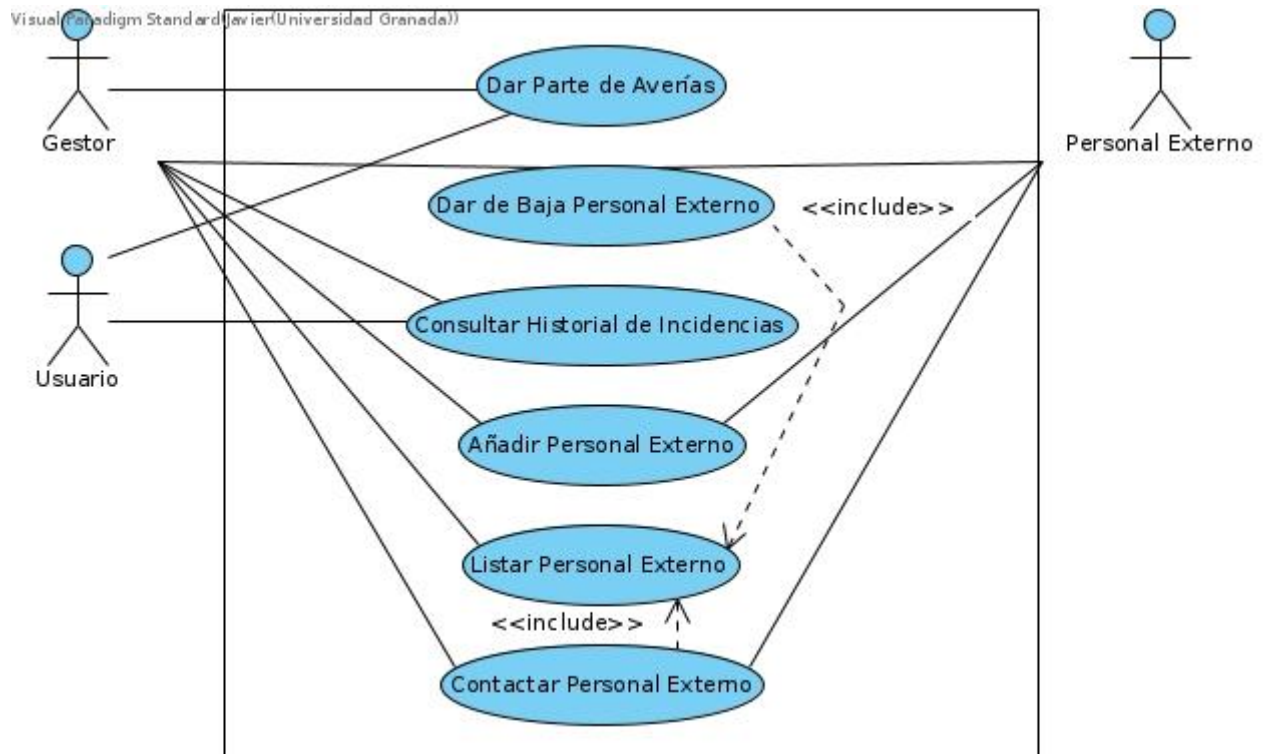 Visual Paradigm Standard(Javier(Universidad Granada))
Gestor
Usuario
Personal Externo
Dar Parte de Averías
Dar de Baja Personal Externo
<<include>>
Consultar Historial de Incidencias
Añadir Personal Externo
Listar Personal Externo
<<include>>
Contactar Personal Externo